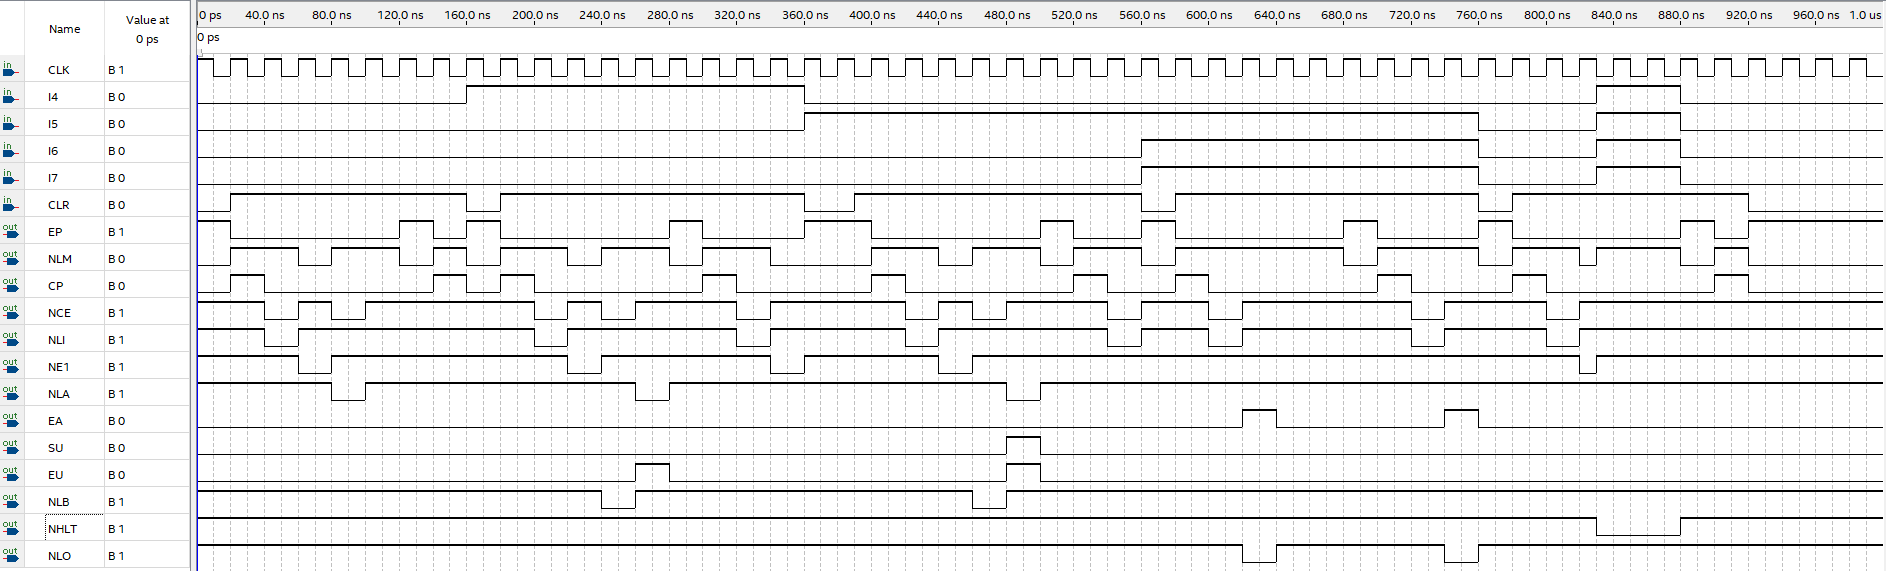 Name Value at 0 ps
0 ps 40.0 ns 80.0 ns 120.0 ns 160.0 ns 200.0 ns 240.0 ns 280.0 ns 320.0 ns 360.0 ns 400.0 ns 440.0 ns 480.0 ns 520.0 ns 560.0 ns 600.0 ns 640.0 ns 680.0 ns 720.0 ns 760.0 ns 800.0 ns 840.0 ns 880.0 ns 920.0 ns 960.0 ns 1.0 us
0 ps
in CLK B 1
in I4 B 0
in I5 B 0
in I6 B 0
in I7 B 0
in CLR B 0
out EP B 1
out NLM B 0
out CP B 0
out NCE B 1
out NLI B 1
out NE1 B 1
out NLA B 1
out EA B 0
out SU B 0
out EU B 0
out NLB B 1
out NHLT B 1
out NLO B 1